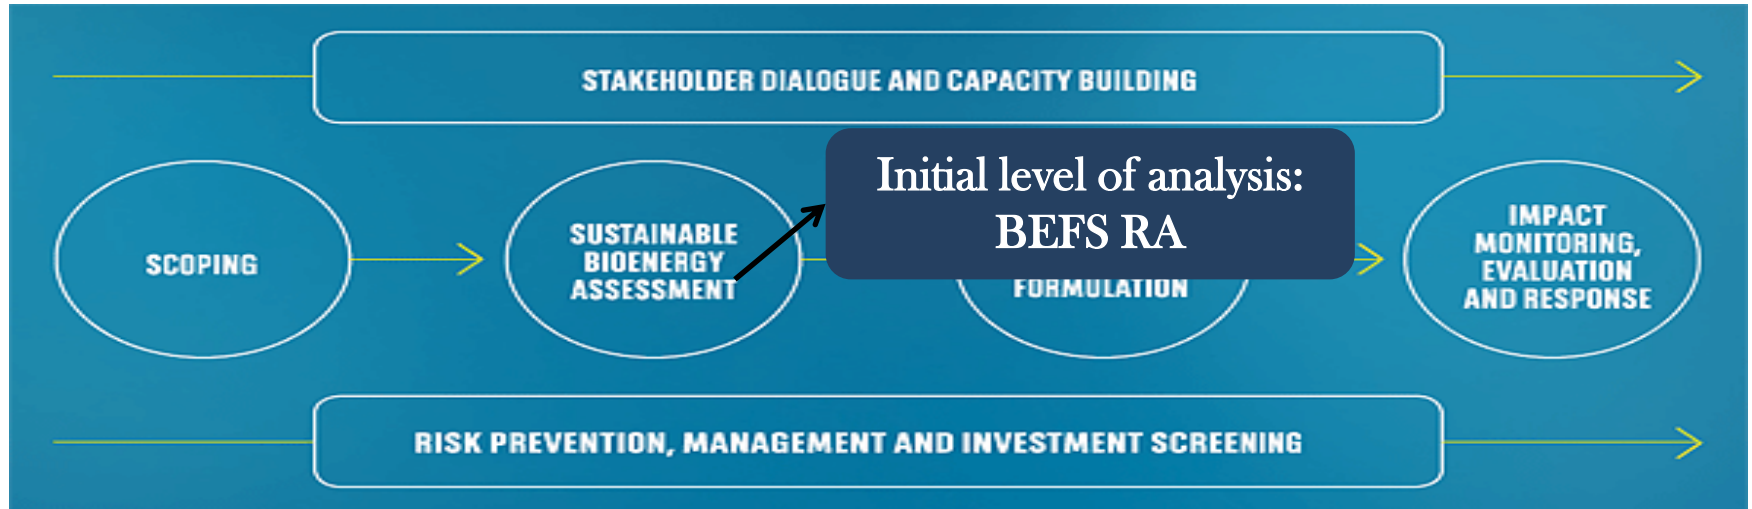 STAKEHOLDER DIALOGUE AND CAPACITY BUILDING
SCOPING
SUSTAINABLE
BIOENERGY
ASSESSMENT
Initial level of analysis:
BEFS RA
FORMULATION
IMPACT
MONITORING,
EVALUATION
AND RESPONSE
RISK PREVENTION, MANAGEMENT AND INVESTMENT SCREENING